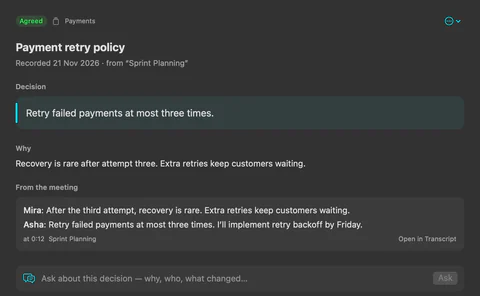 Agreed Payments
Payment retry policy
Recorded 21 Nov 2026 · from "Sprint Planning"
Decision
Retry failed payments at most three times.
Why
Recovery is rare after attempt three. Extra retries keep customers waiting.
From the meeting
Mira: After the third attempt, recovery is rare. Extra retries keep customers waiting.
Asha: Retry failed payments at most three times. I'll implement retry backoff by Friday.
at 0:12 Sprint Planning Open in Transcript
Ask about this decision — why, who, what changed... Ask